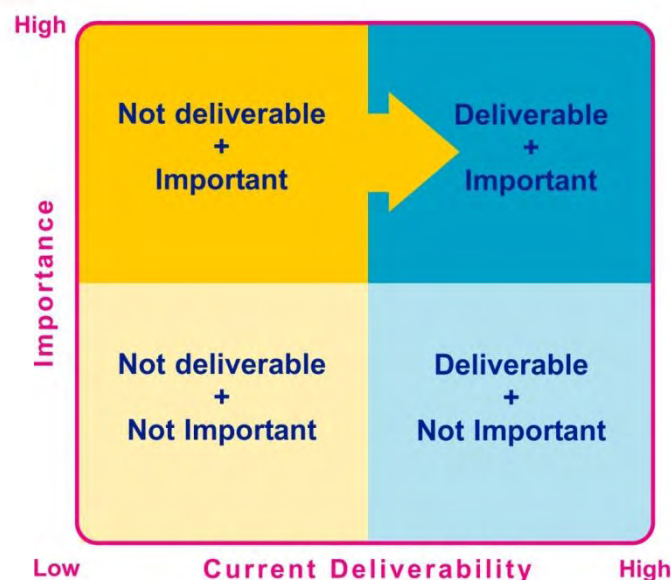 High
Not deliverable
+
Important
Deliverable
+
Important
Importance
Not deliverable
+
Not Important
Deliverable
+
Not Important
Low
Current Deliverability
High